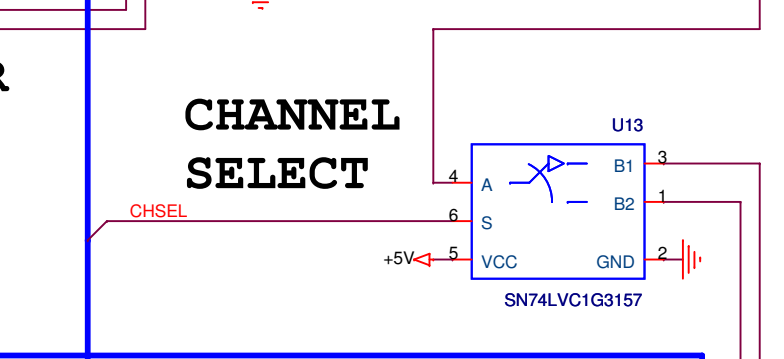 R
CHANNEL
SELECT
U13
4
A
B1
3
CHSEL
6
S
B2
1
+5V
5
VCC
GND
2
SN74LVC1G3157